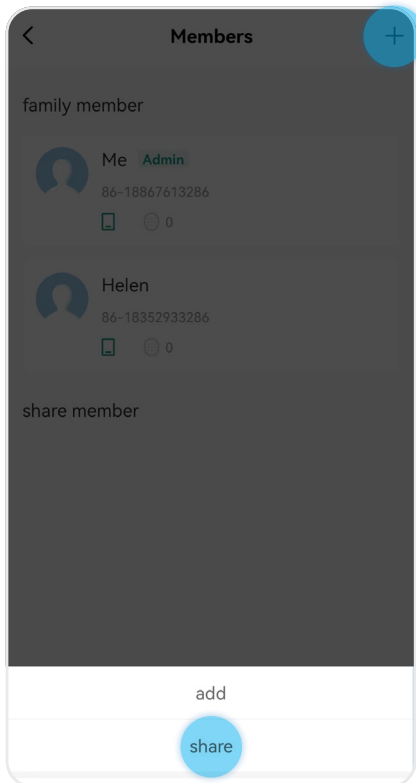 Members
family member
Me Admin
86-18867613286
0
Helen
86-18352933286
0
share member
add
share